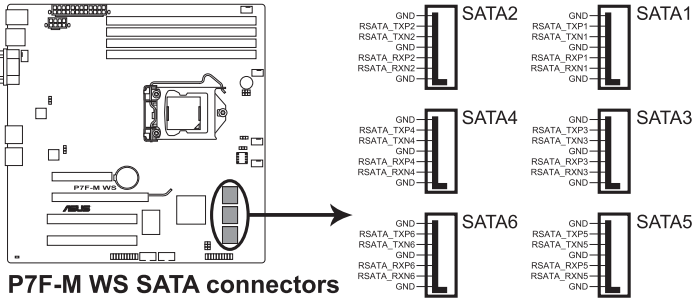 SATA2
GND
RSATA_TXP2
RSATA_TXN2
GND
RSATA_RXP2
RSATA_RXN2
GND
SATA1
GND
RSATA_TXP1
RSATA_TXN1
GND
RSATA_RXP1
RSATA_RXN1
GND
SATA4
GND
RSATA_TXP4
RSATA_TXN4
GND
RSATA_RXP4
RSATA_RXN4
GND
SATA3
GND
RSATA_TXP3
RSATA_TXN3
GND
RSATA_RXP3
RSATA_RXN3
GND
P7F-M WS
ASUS
SATA6
GND
RSATA_TXP6
RSATA_TXN6
GND
RSATA_RXP6
RSATA_RXN6
GND
SATA5
GND
RSATA_TXP5
RSATA_TXN5
GND
RSATA_RXP5
RSATA_RXN5
GND
P7F-M WS SATA connectors